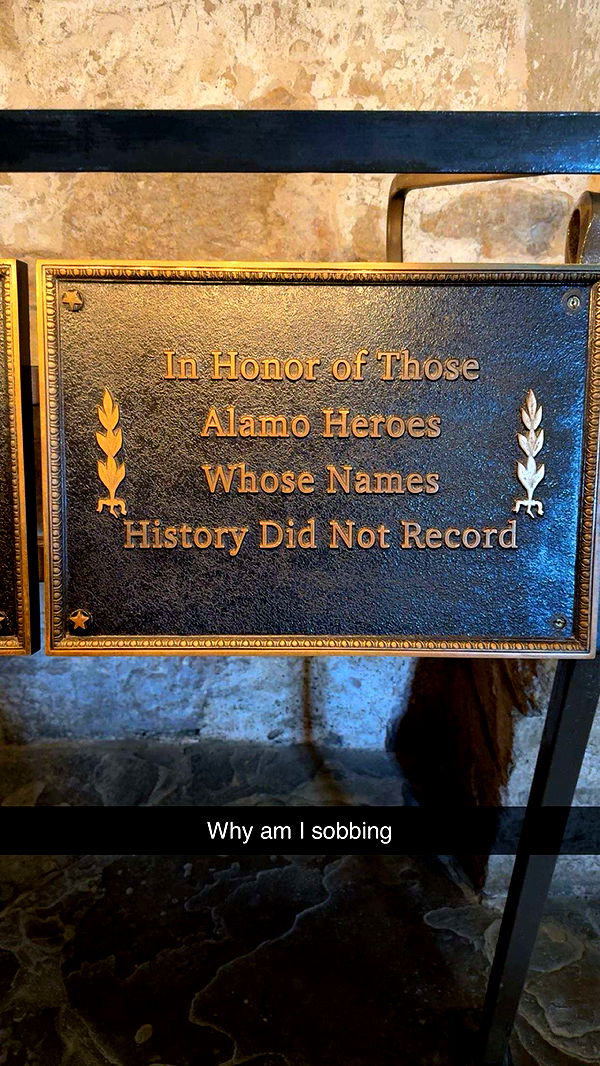 In Honor of Those
Alamo Heroes
Whose Names
History Did Not Record
Why am I sobbing